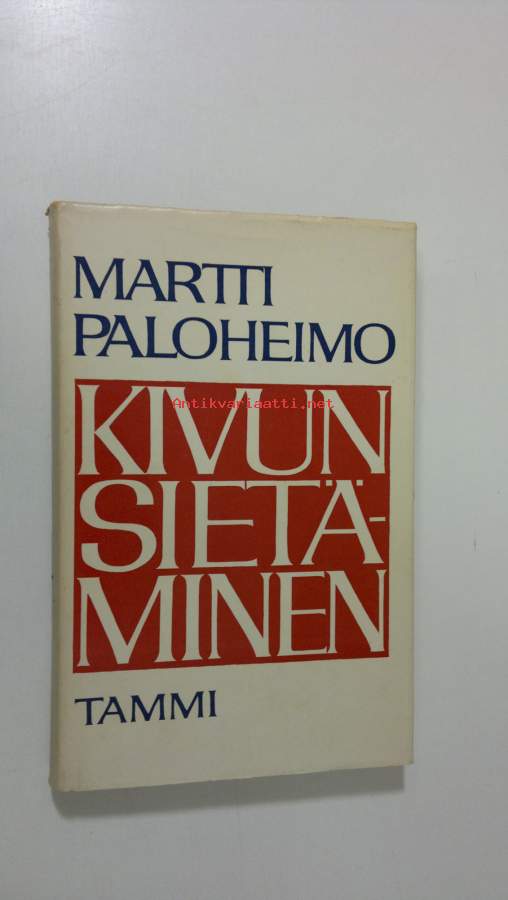 MARTTI
PALOHEIMO
Antikvariaatti.net
KIVUN
SIETÄ-
MINEN
TAMMI